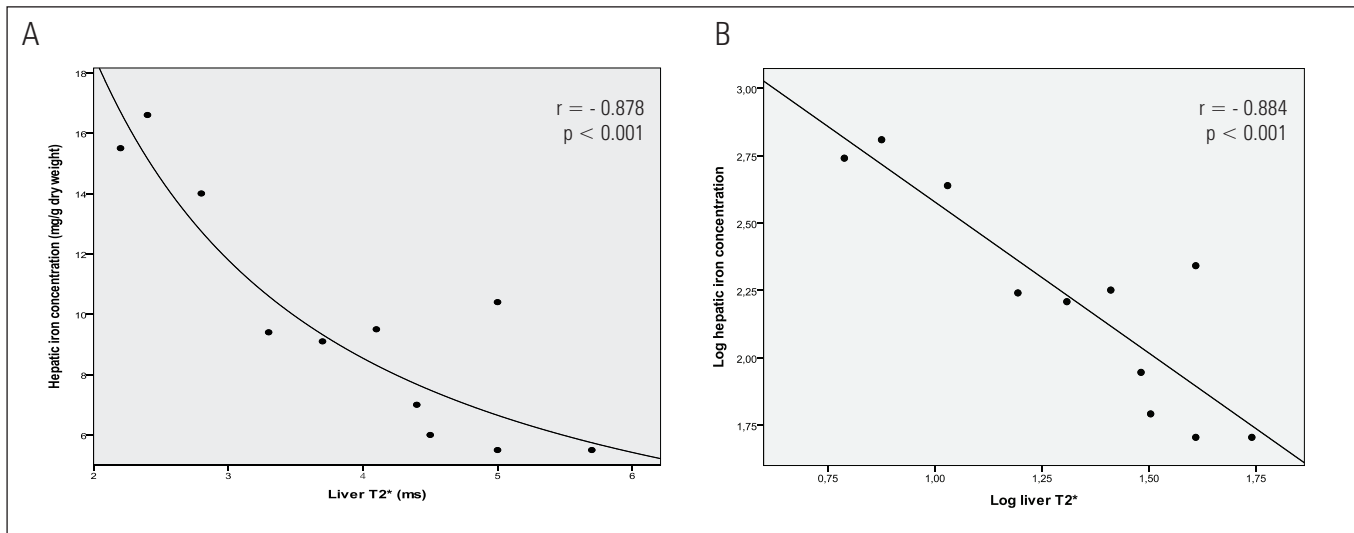 A
Hepatic iron concentration (mg/g dry weight)
18
16
14
12
10
8
6
2
3
4
5
6
Liver T2* (ms)
r = - 0.878
p < 0.001
B
Log hepatic iron concentration
3,00
2,75
2,50
2,25
2,00
1,75
0,75
1,00
1,25
1,50
1,75
Log liver T2*
r = - 0.884
p < 0.001